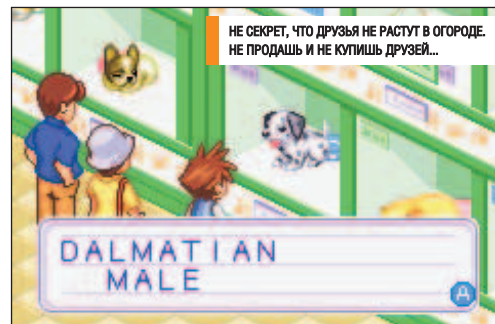 НЕ СЕКРЕТ, ЧТО ДРУЗЬЯ НЕ РАСТУТ В ОГОРОДЕ.
НЕ ПРОДАШЬ И НЕ КУПИШЬ ДРУЗЕЙ...
DALMATIAN
MALE
A